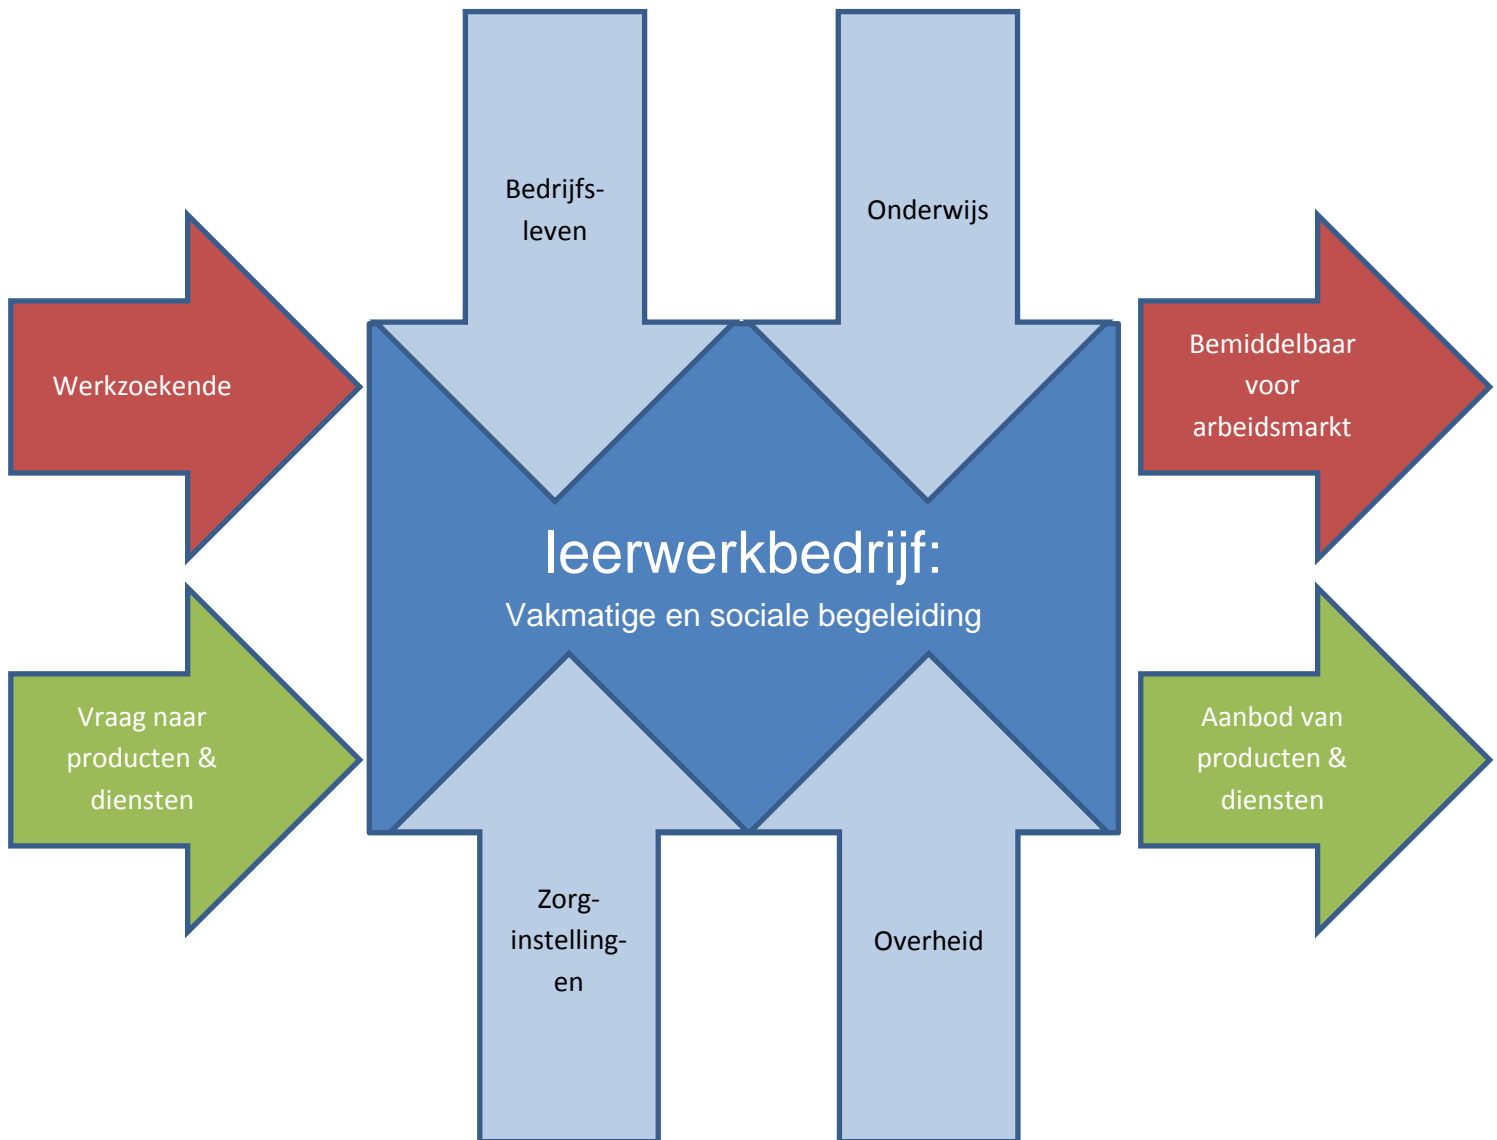 Bedrijfs-
leven
Onderwijs
Werkzoekende
Bemiddelbaar
voor
arbeidsmarkt
leerwerkbedrijf:
Vakmatige en sociale begeleiding
Vraag naar
producten &
diensten
Aanbod van
producten &
diensten
Zorg-
instelling-
en
Overheid